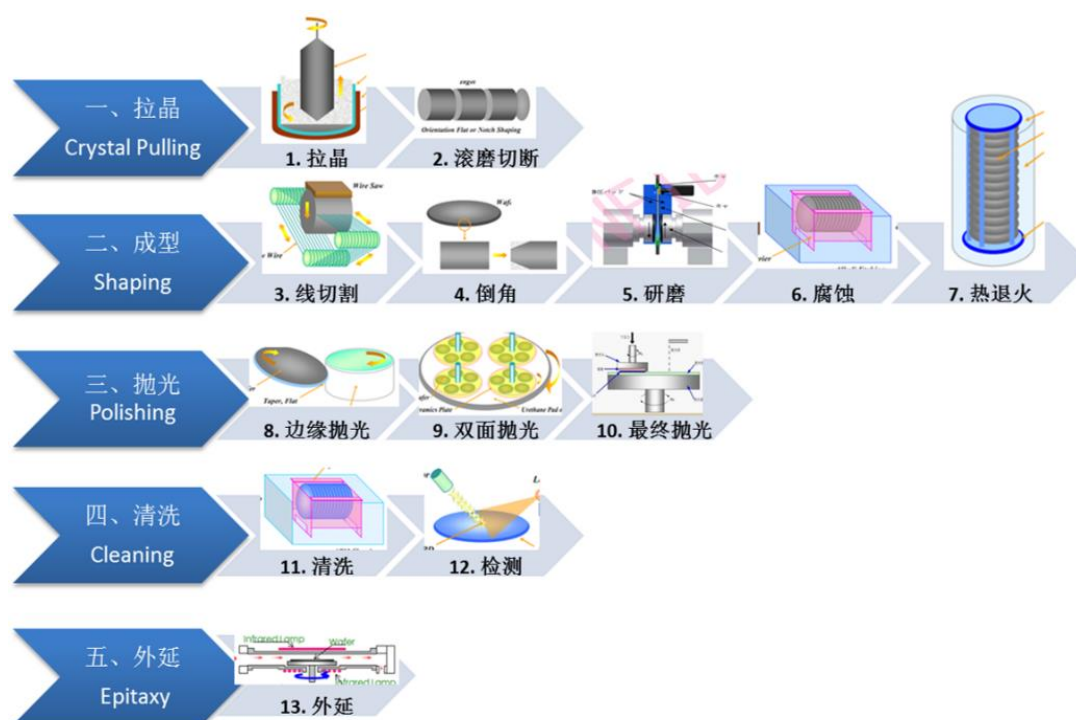 一、拉晶
Crystal Pulling
1. 拉晶
Orientation Flat or Notch Shaping
2. 滚磨切断
二、成型
Shaping
Wire Saw
Wire
3. 线切割
4. 倒角
5. 研磨
6. 腐蚀
7. 热退火
三、抛光
Polishing
Taper, Flat
8. 边缘抛光
Urethane Pad
9. 双面抛光
10. 最终抛光
四、清洗
Cleaning
11. 清洗
12. 检测
五、外延
Epitaxy
Infrared Lamp
Wafer
Infrared Lamp
13. 外延